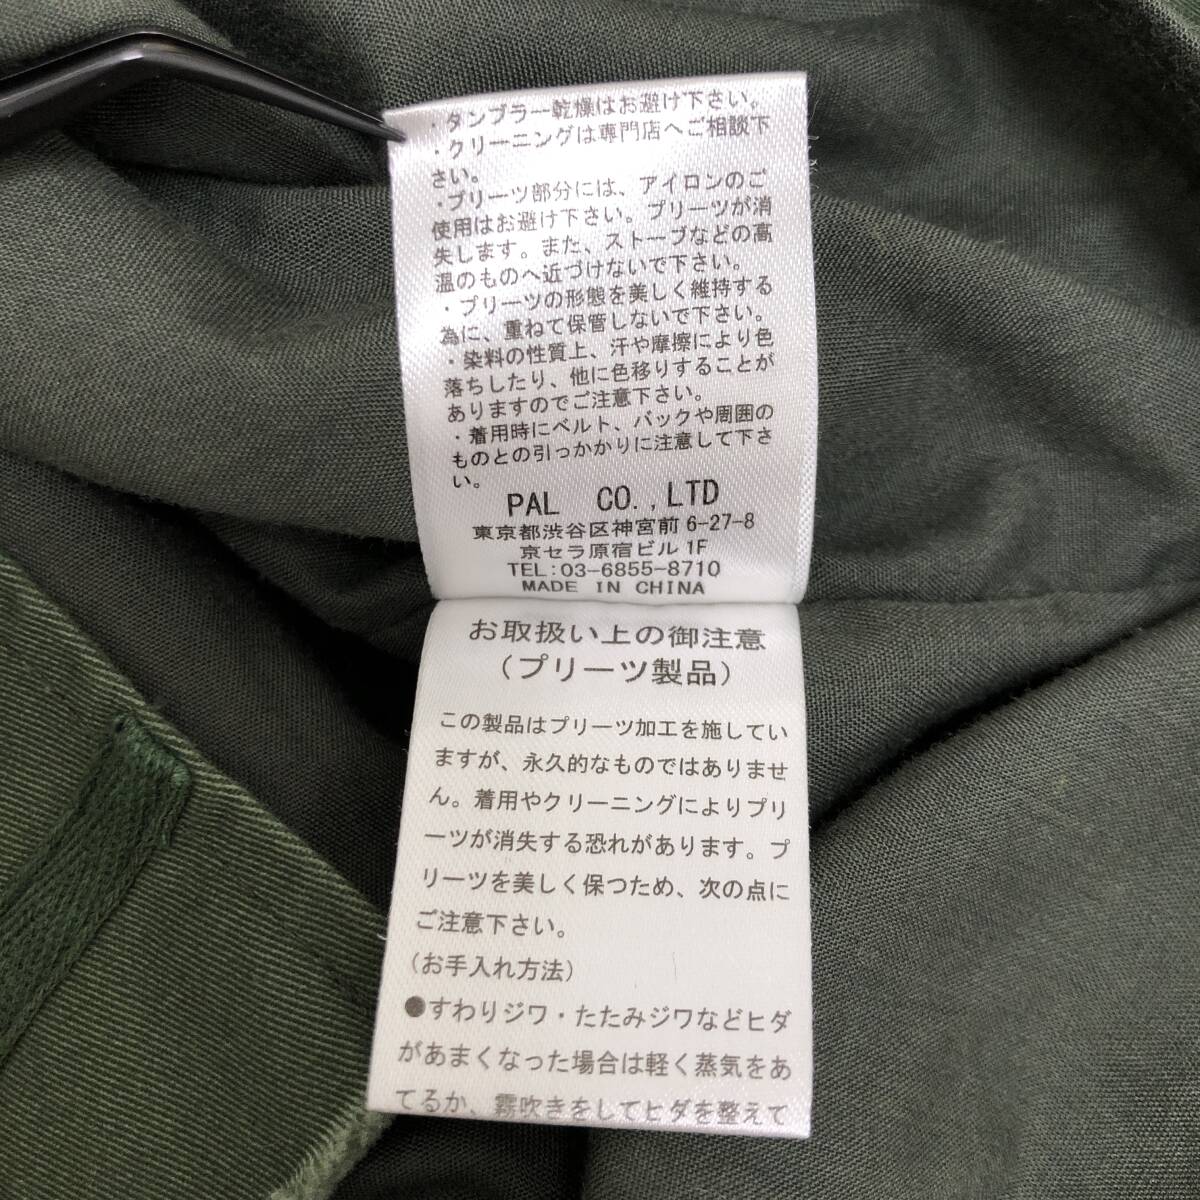 ・タンブラー乾燥はお避け下さい。
・クリーニングは専門店へご相談下
さい。
・プリーツ部分には、アイロンのご
使用はお避け下さい。プリーツが消
失します。また、ストーブなどの高
温のものへ近づけないで下さい。
・プリーツの形態を美しく維持する
為に、重ねて保管しないで下さい。
・染料の性質上、汗や摩擦により色
落ちしたり、他に色移りすることが
ありますのでご注意下さい。
・着用時にベルト、バックや周囲の
ものとの引っかかりに注意して下さ
い。
PAL CO.,LTD
東京都渋谷区神宮前6-27-8
京セラ原宿ビル1F
TEL:03-6855-8710
MADE IN CHINA
お取扱い上の御注意
(プリーツ製品)
この製品はプリーツ加工を施してい
ますが、永久的なものではありませ
ん。着用やクリーニングによりプリ
ーツが消失する恐れがあります。プ
リーツを美しく保つため、次の点に
ご注意下さい。
(お手入れ方法)
●すわりジワ・たたみジワなどヒダ
があまくなった場合は軽く蒸気をあ
てるか、霧吹きをしてヒダを整えて